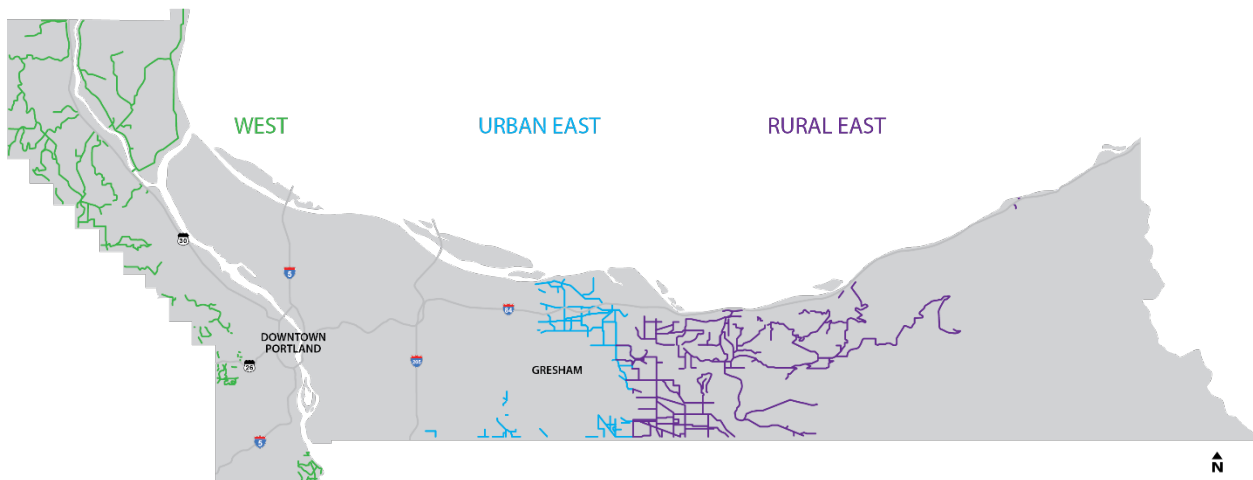 WEST
URBAN EAST
RURAL EAST
30
5
84
DOWNTOWN
PORTLAND
26
205
GRESHAM
5
N